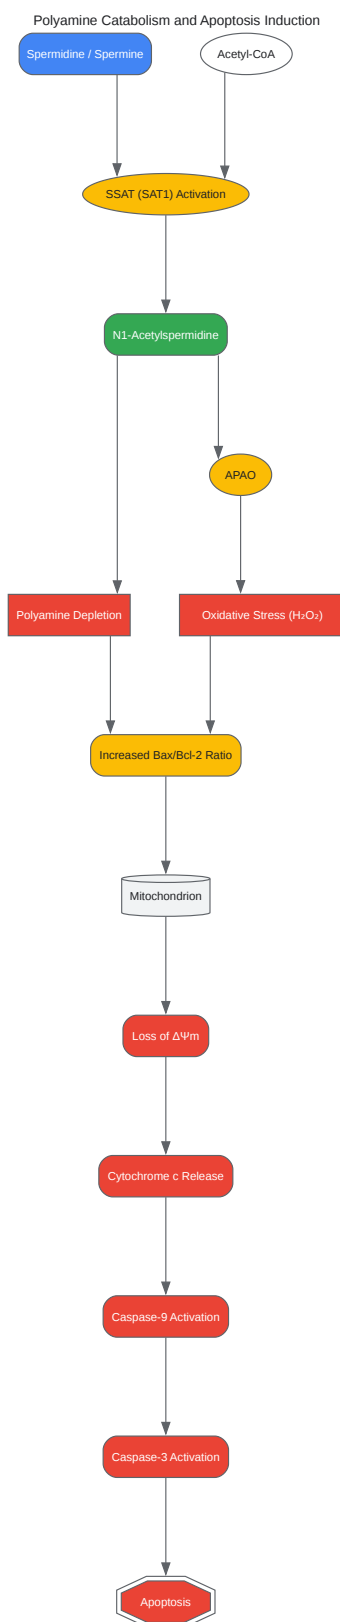 Polyamine Catabolism and Apoptosis Induction
Spermidine / Spermine
Acetyl-CoA
SSAT (SAT1) Activation
N1-Acetylspermidine
APAO
Polyamine Depletion
Oxidative Stress (H₂O₂)
Increased Bax/Bcl-2 Ratio
Mitochondrion
Loss of ΔΨm
Cytochrome c Release
Caspase-9 Activation
Caspase-3 Activation
Apoptosis